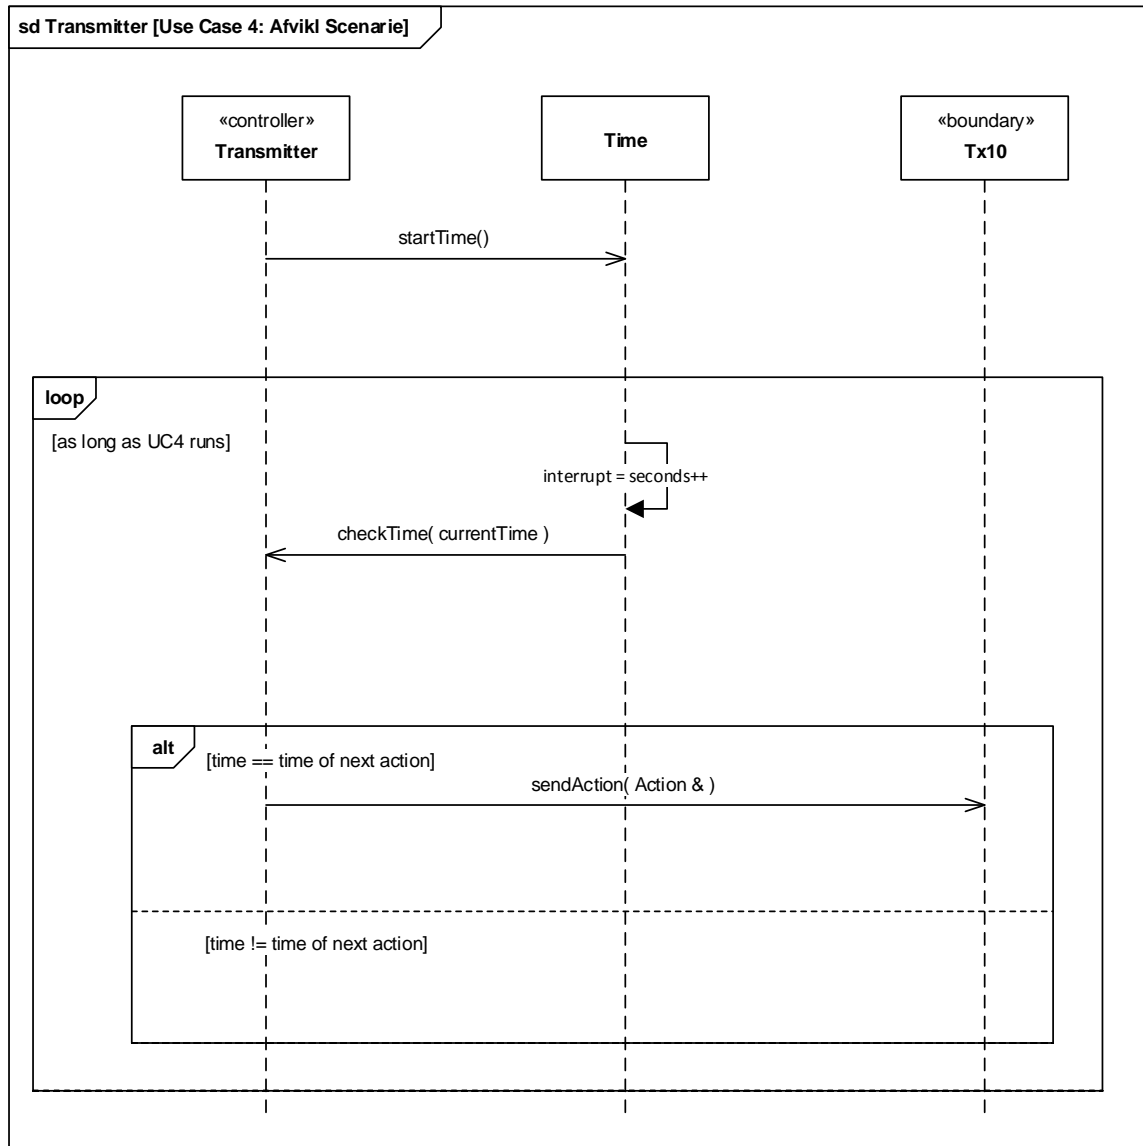 sd Transmitter [Use Case 4: Afvikl Scenarie]
«controller»
Transmitter
Time
«boundary»
Tx10
startTime()
loop
[as long as UC4 runs]
interrupt = seconds++
checkTime( currentTime )
alt
[time == time of next action]
sendAction( Action & )
[time != time of next action]